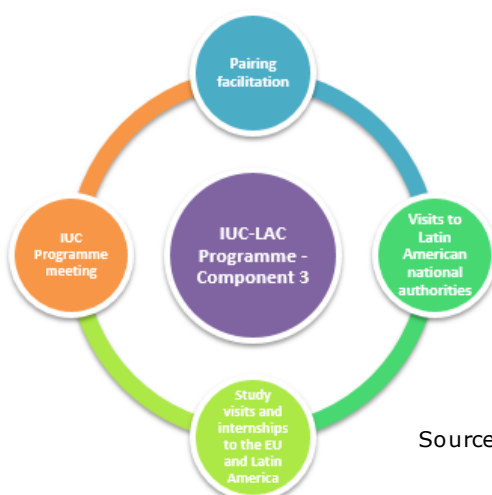 Pairing
facilitation
IUC
Programme
meeting
IUC-LAC
Programme -
Component 3
Visits to
Latin
American
national
authorities
Study
visits and
internships
to the EU
and Latin
America
Source